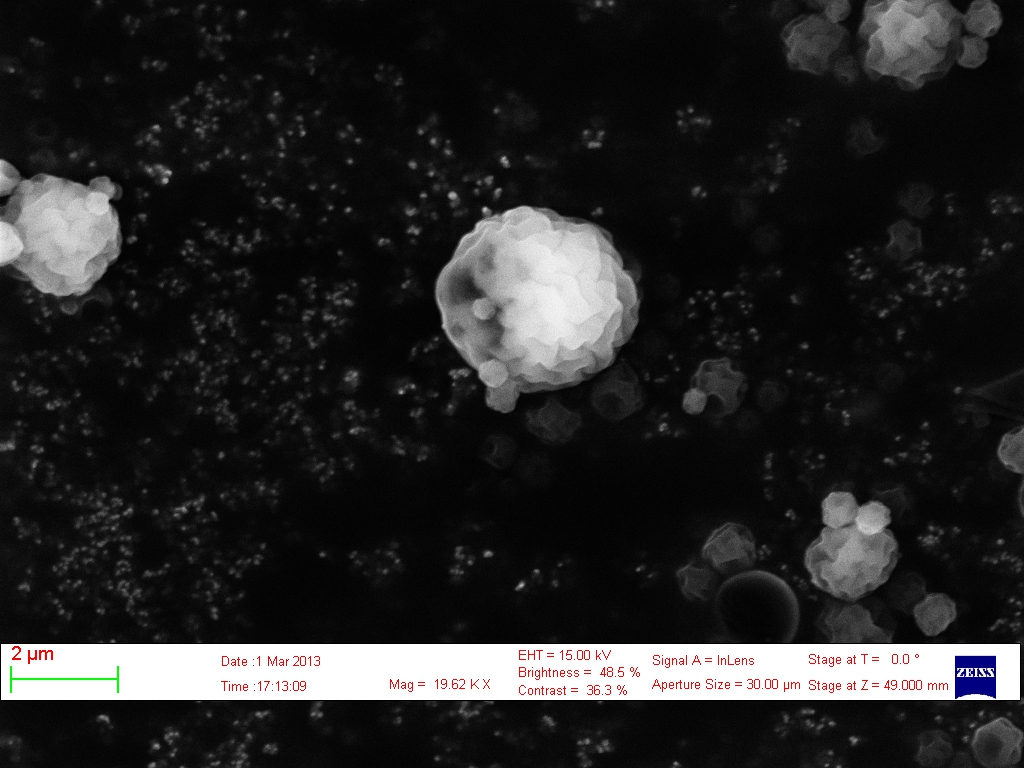 2 µm
Date :1 Mar 2013
Time :17:13:09
Mag = 19.62 K X
EHT = 15.00 kV
Brightness = 48.5 %
Contrast = 36.3 %
Signal A = InLens
Aperture Size = 30.00 µm
Stage at T = 0.0 °
Stage at Z = 49.000 mm
ZEISS